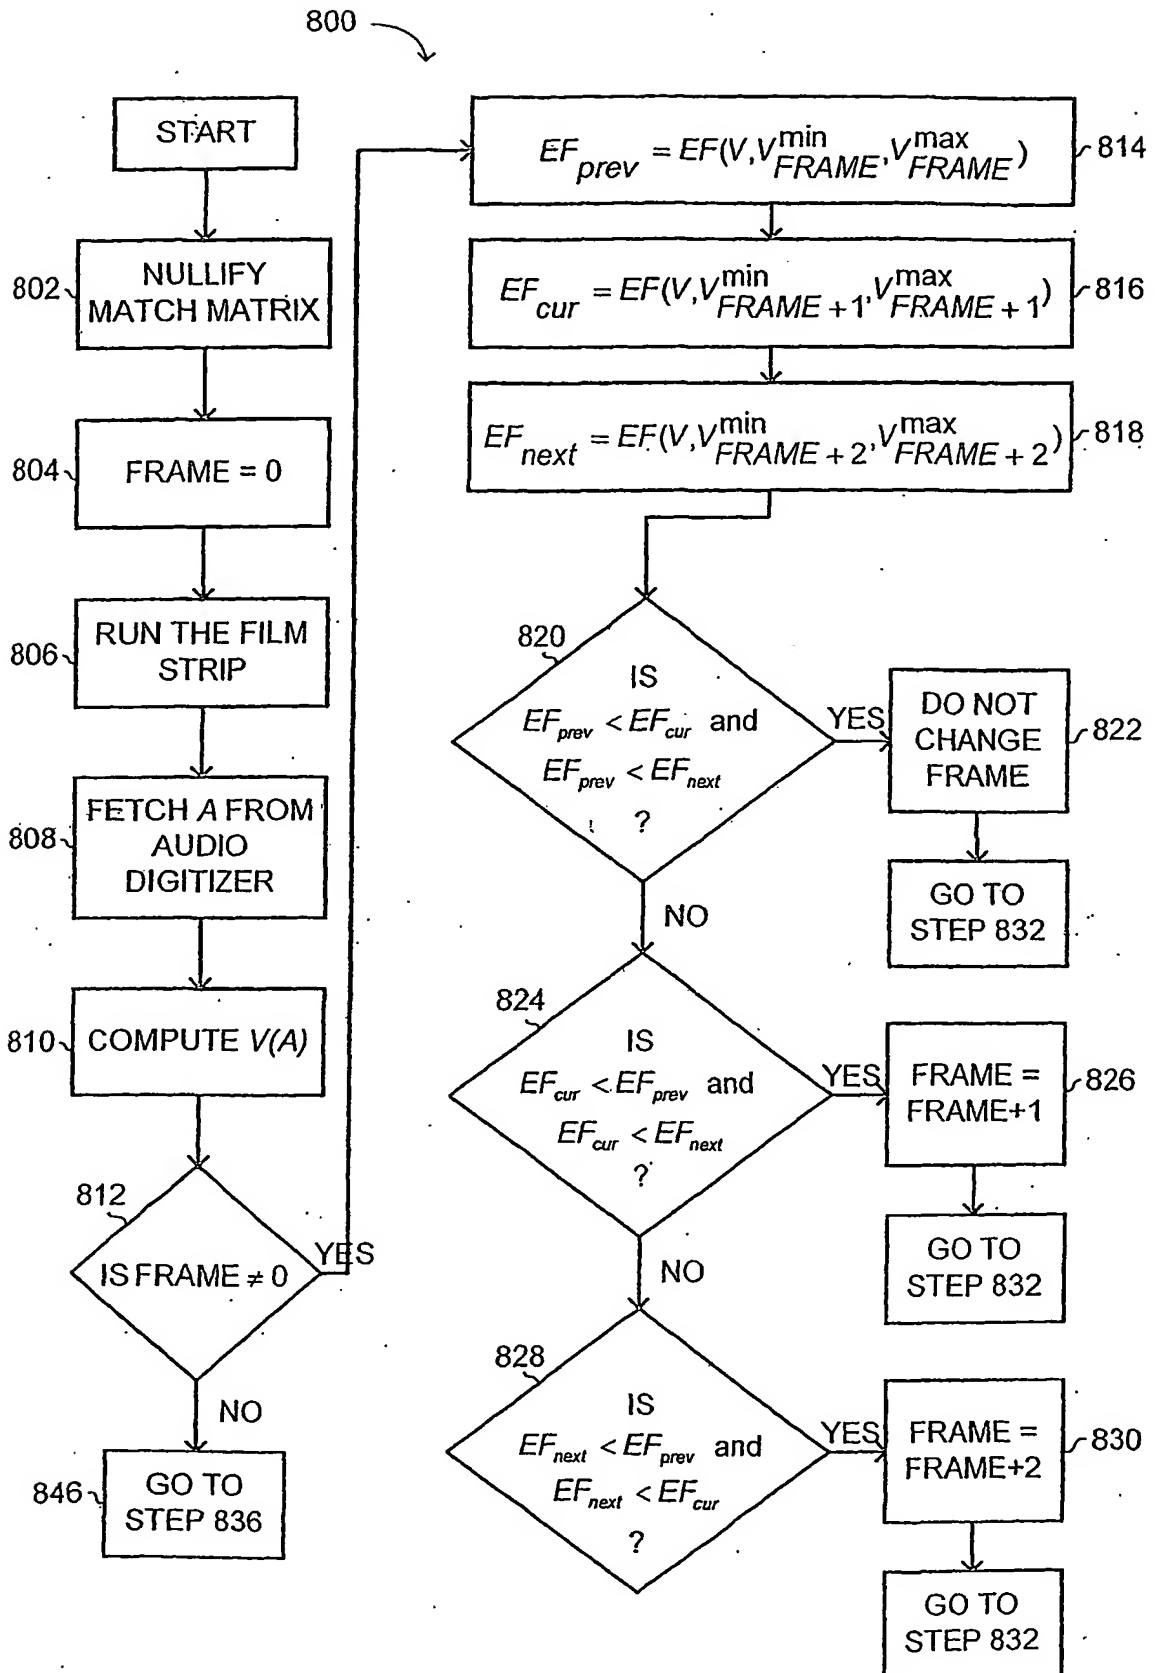 800
START
802
NULLIFY
MATCH MATRIX
804
FRAME = 0
806
RUN THE FILM
STRIP
808
FETCH A FROM
AUDIO
DIGITIZER
810
COMPUTE V(A)
812
IS FRAME ≠ 0
YES
NO
846
GO TO
STEP 836
EF_prev = EF(V, V^min_FRAME, V^max_FRAME)
814
EF_cur = EF(V, V^min_FRAME+1, V^max_FRAME+1)
816
EF_next = EF(V, V^min_FRAME+2, V^max_FRAME+2)
818
820
IS
EF_prev < EF_cur and
EF_prev < EF_next
?
YES
DO NOT
CHANGE
FRAME
822
GO TO
STEP 832
NO
824
IS
EF_cur < EF_prev and
EF_cur < EF_next
?
YES
FRAME =
FRAME+1
826
GO TO
STEP 832
NO
828
IS
EF_next < EF_prev and
EF_next < EF_cur
?
YES
FRAME =
FRAME+2
830
GO TO
STEP 832